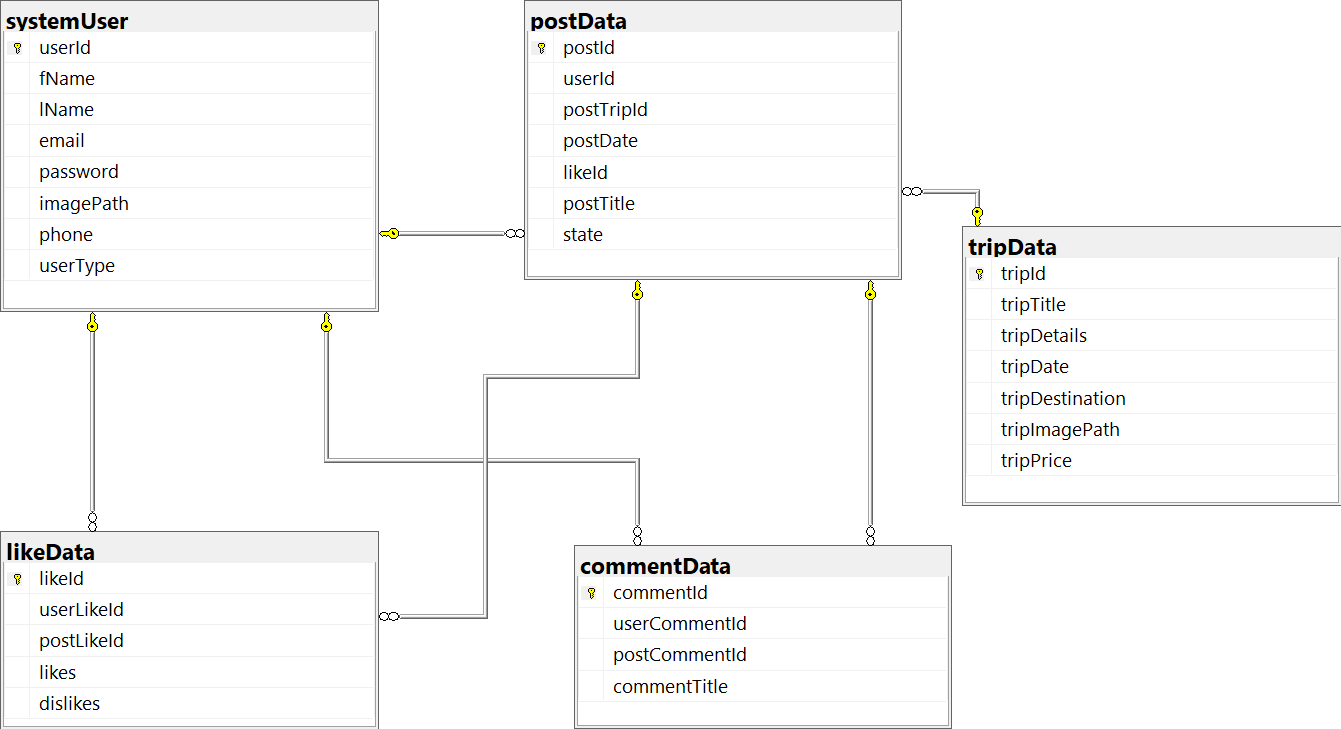 systemUser
userId
fName
lName
email
password
imagePath
phone
userType
postData
postId
userId
postTripId
postDate
likeId
postTitle
state
tripData
tripId
tripTitle
tripDetails
tripDate
tripDestination
tripImagePath
tripPrice
likeData
likeId
userLikeId
postLikeId
likes
dislikes
commentData
commentId
userCommentId
postCommentId
commentTitle